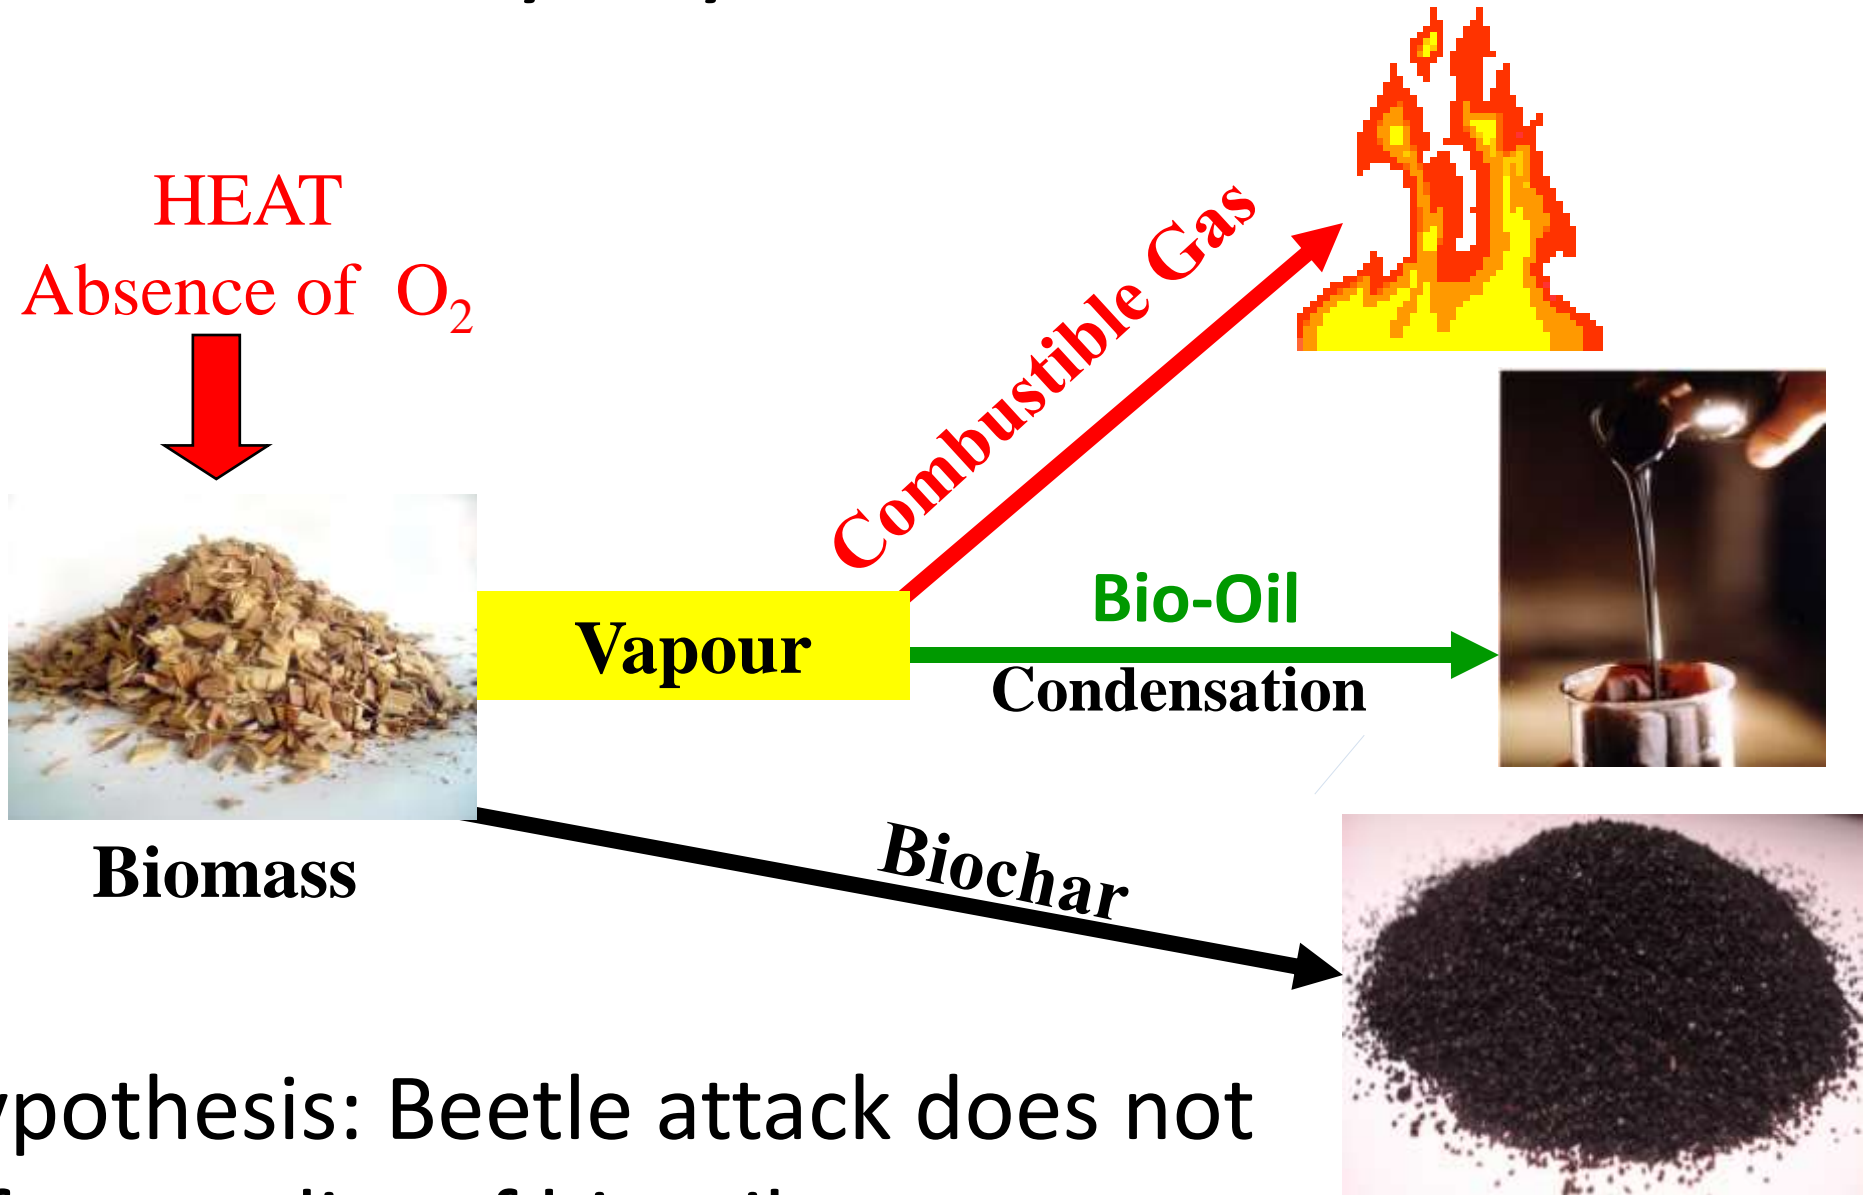 HEAT
Absence of O₂
Combustible Gas
Bio-Oil
Vapour
Condensation
Biochar
Biomass
ypothesis: Beetle attack does not